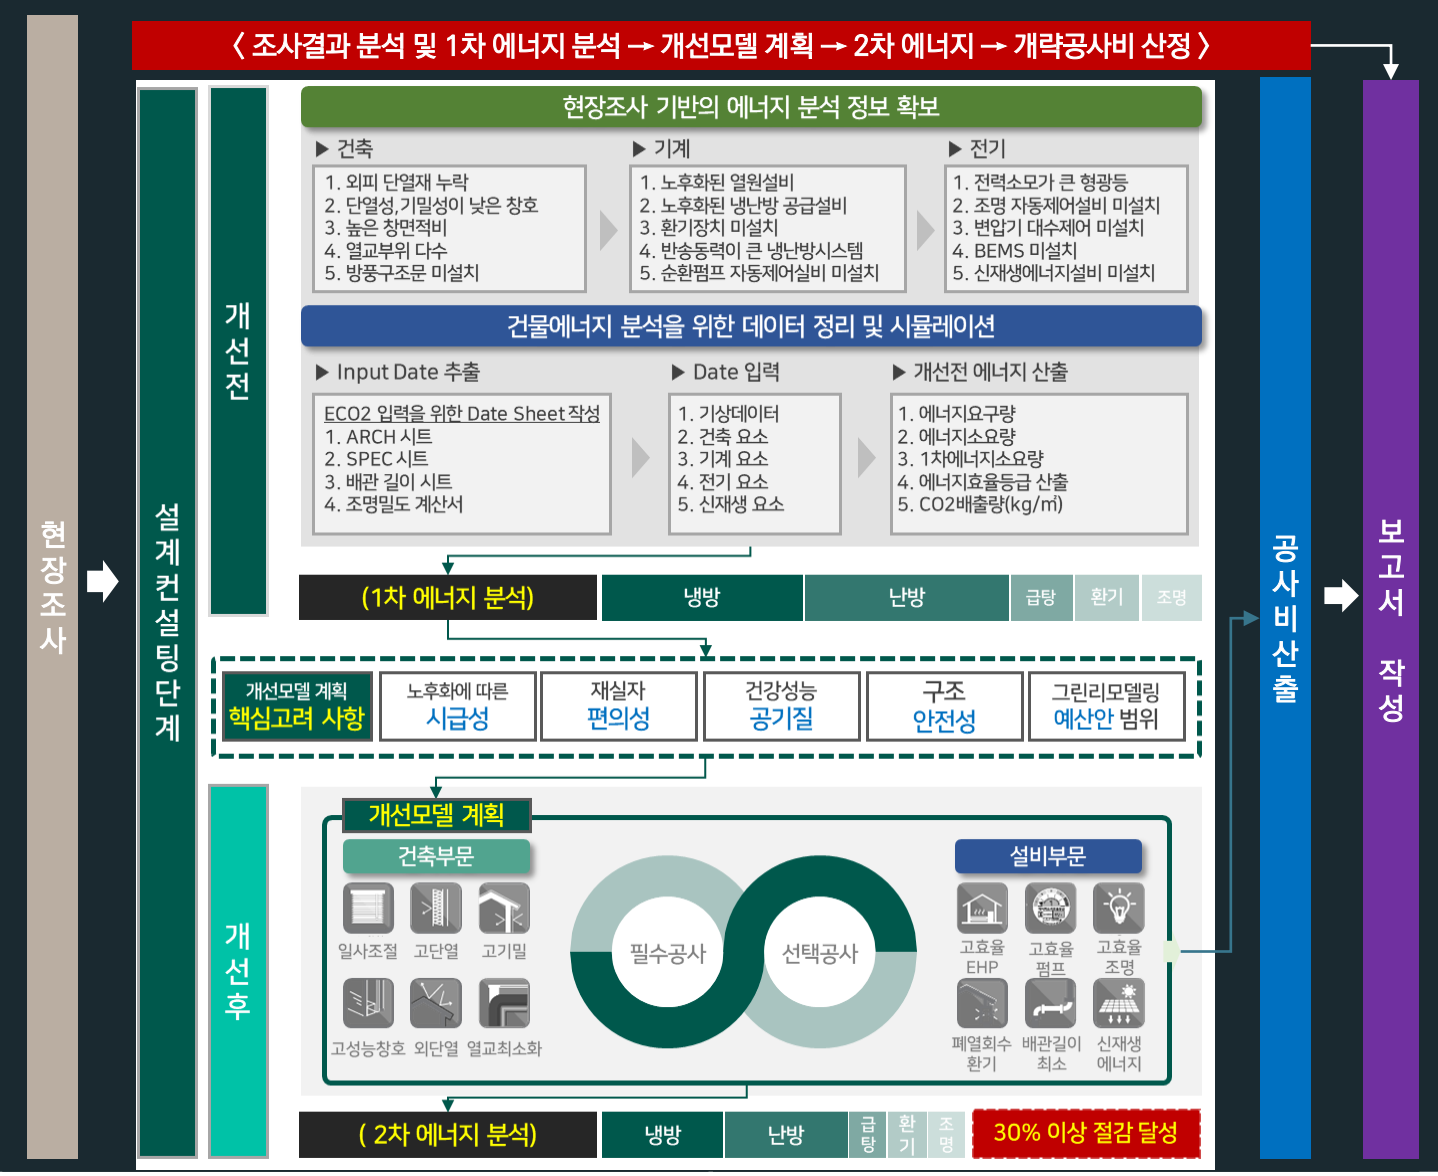 〈 조사결과 분석 및 1차 에너지 분석 → 개선모델 계획 → 2차 에너지 → 개략공사비 산정 〉
현장조사
설계컨설팅단계
개선전
현장조사 기반의 에너지 분석 정보 확보
▶ 건축
1. 외피 단열재 누락
2. 단열성,기밀성이 낮은 창호
3. 높은 창면적비
4. 열교부위 다수
5. 방풍구조문 미설치
▶ 기계
1. 노후화된 열원설비
2. 노후화된 냉난방 공급설비
3. 환기장치 미설치
4. 반송동력이 큰 냉난방시스템
5. 순환펌프 자동제어실비 미설치
▶ 전기
1. 전력소모가 큰 형광등
2. 조명 자동제어설비 미설치
3. 변압기 대수제어 미설치
4. BEMS 미설치
5. 신재생에너지설비 미설치
건물에너지 분석을 위한 데이터 정리 및 시뮬레이션
▶ Input Date 추출
ECO2 입력을 위한 Date Sheet 작성
1. ARCH 시트
2. SPEC 시트
3. 배관 길이 시트
4. 조명밀도 계산서
▶ Date 입력
1. 기상데이터
2. 건축 요소
3. 기계 요소
4. 전기 요소
5. 신재생 요소
▶ 개선전 에너지 산출
1. 에너지요구량
2. 에너지소요량
3. 1차에너지소요량
4. 에너지효율등급 산출
5. CO2배출량(kg/㎡)
(1차 에너지 분석)
냉방
난방
급탕
환기
조명
개선모델 계획
핵심고려 사항
노후화에 따른
시급성
재실자
편의성
건강성능
공기질
구조
안전성
그린리모델링
예산안 범위
개선후
개선모델 계획
건축부문
일사조절
고단열
고기밀
고성능창호
외단열
열교최소화
필수공사
선택공사
설비부문
고효율
EHP
고효율
펌프
고효율
조명
폐열회수
환기
배관길이
최소
신재생
에너지
( 2차 에너지 분석)
냉방
난방
급탕
환기
조명
30% 이상 절감 달성
공사비산출
보고서 작성